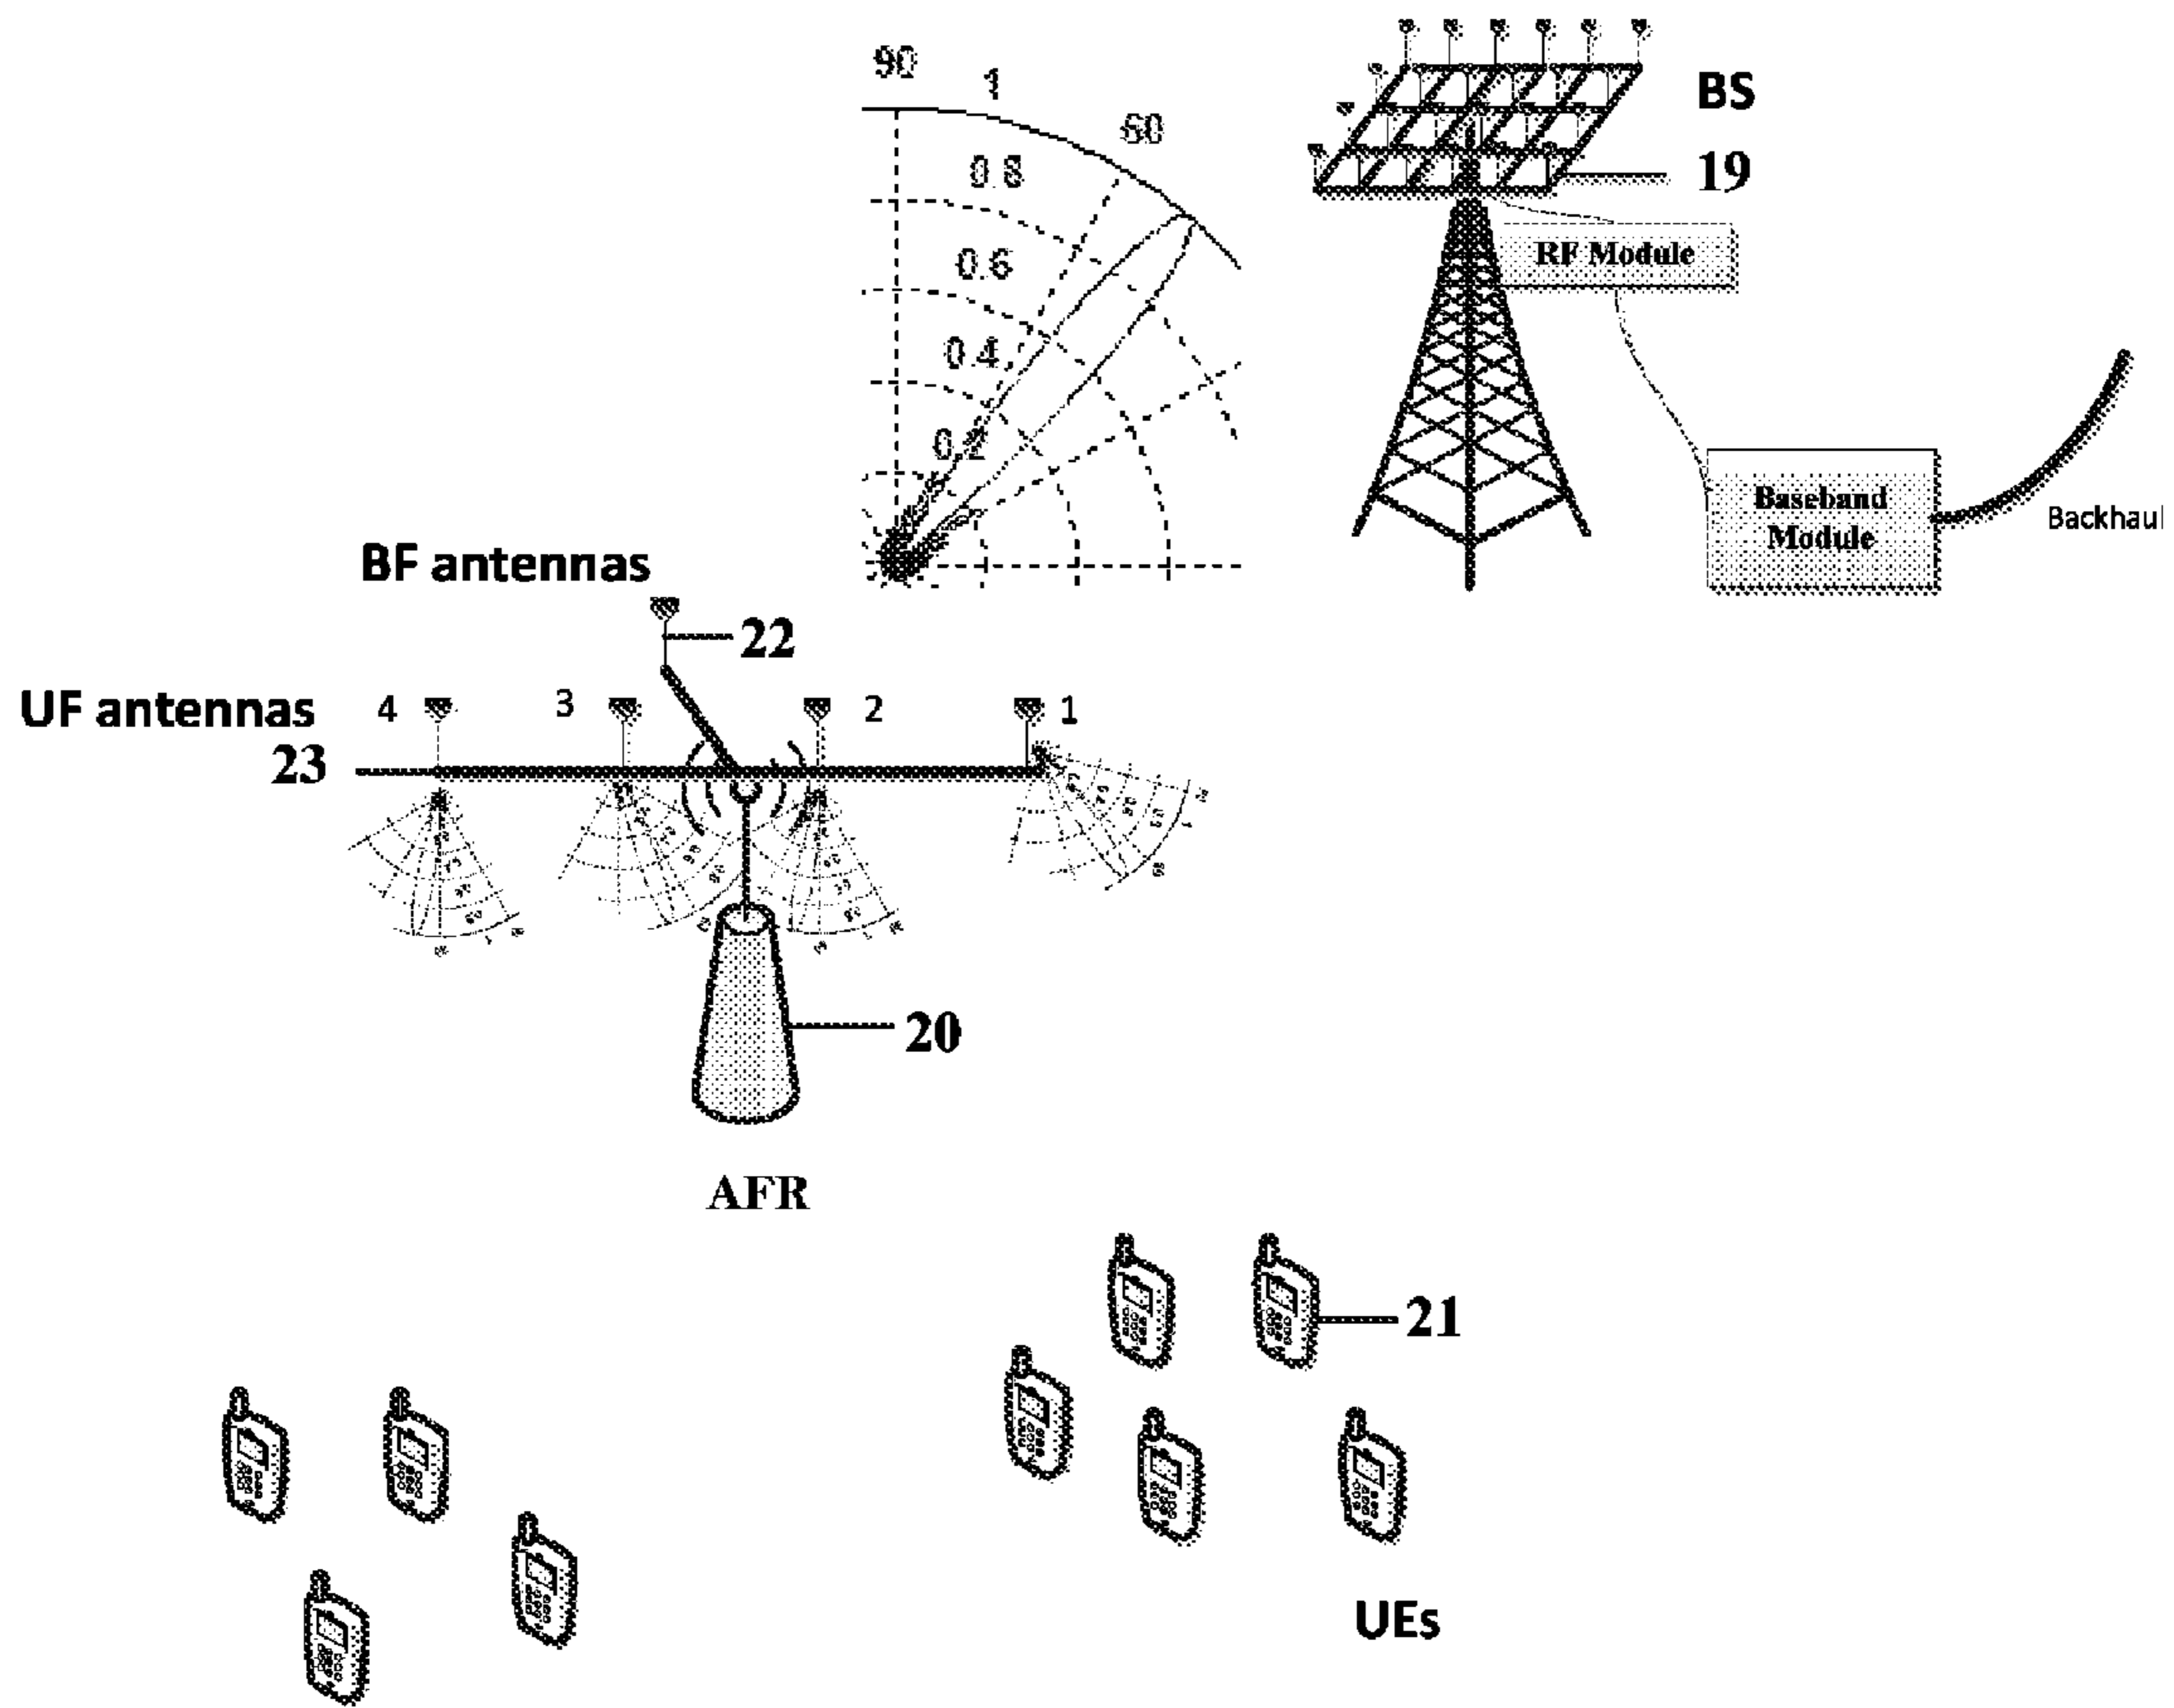 90
1
60
0.8
0.6
0.4
0.2
BS
19
RF Module
Baseband
Module
Backhaul
BF antennas
22
UF antennas
4
3
2
1
23
20
AFR
21
UEs